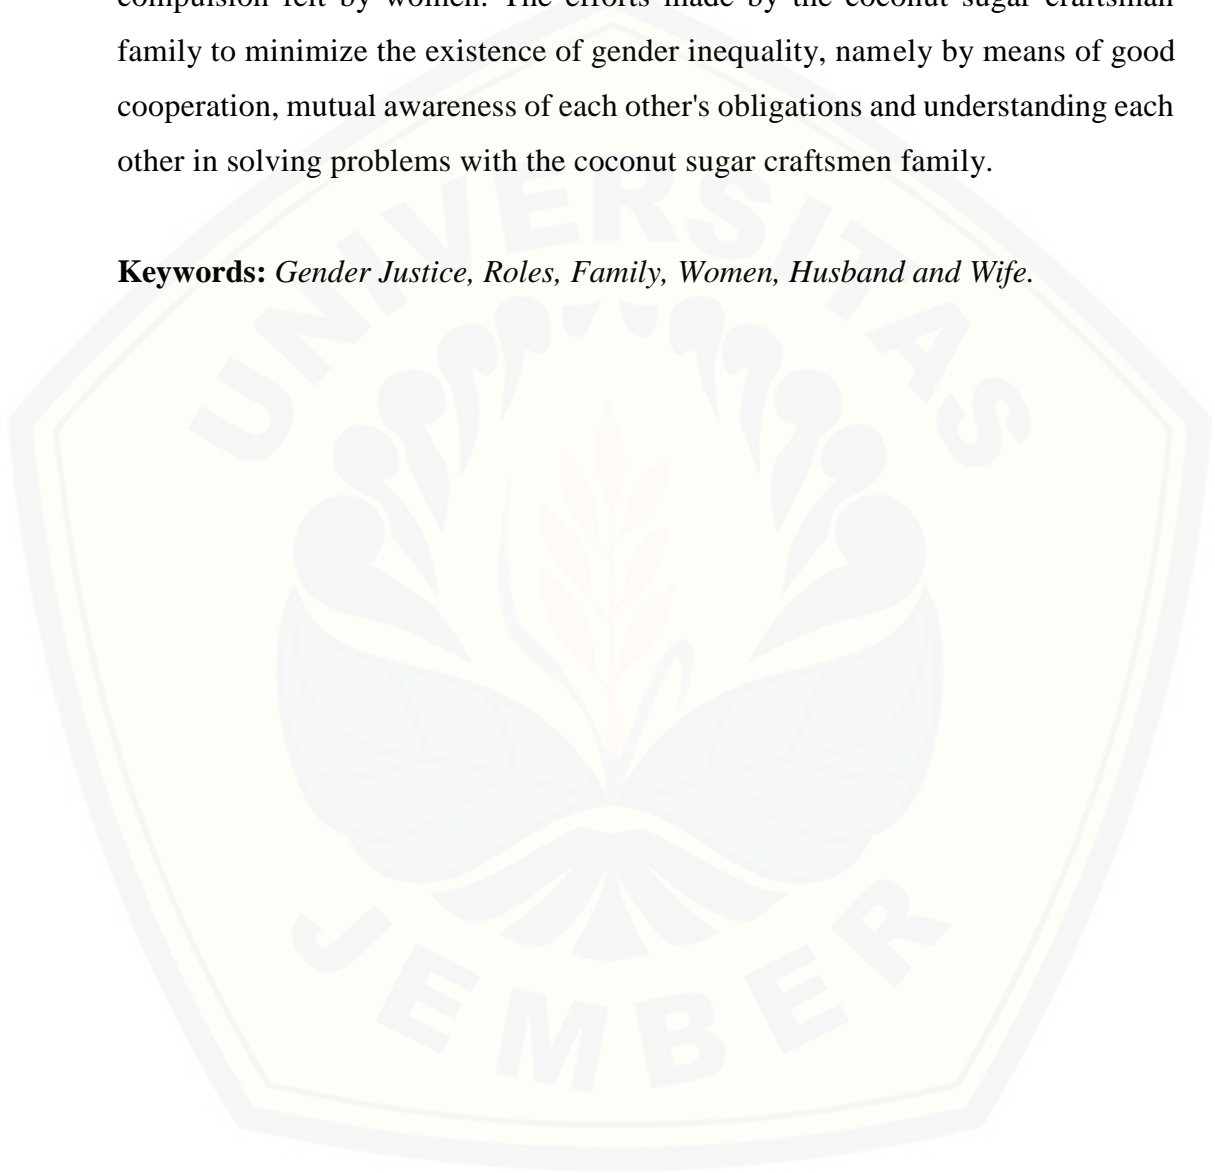 compulsion felt by women. The efforts made by the coconut sugar craftsman
family to minimize the existence of gender inequality, namely by means of good
cooperation, mutual awareness of each other's obligations and understanding each
other in solving problems with the coconut sugar craftsmen family.
Keywords: Gender Justice, Roles, Family, Women, Husband and Wife.
UNIVERSITAS
JEMBER